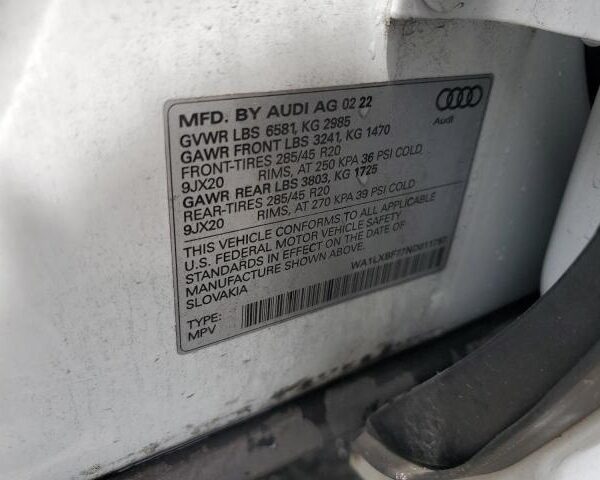 MFD. BY AUDI AG 02 22
GVWR LBS 6581, KG 2985
GAWR FRONT LBS 3241, KG 1470
FRONT-TIRES 285/45 R20
9JX20 RIMS, AT 250 KPA 36 PSI COLD
GAWR REAR LBS 3803, KG 1725
REAR-TIRES 285/45 R20
9JX20 RIMS, AT 270 KPA 39 PSI COLD
THIS VEHICLE CONFORMS TO ALL APPLICABLE
U.S. FEDERAL MOTOR VEHICLE SAFETY
STANDARDS IN EFFECT ON THE DATE OF
MANUFACTURE SHOWN ABOVE.
SLOVAKIA
TYPE:
MPV
Audi